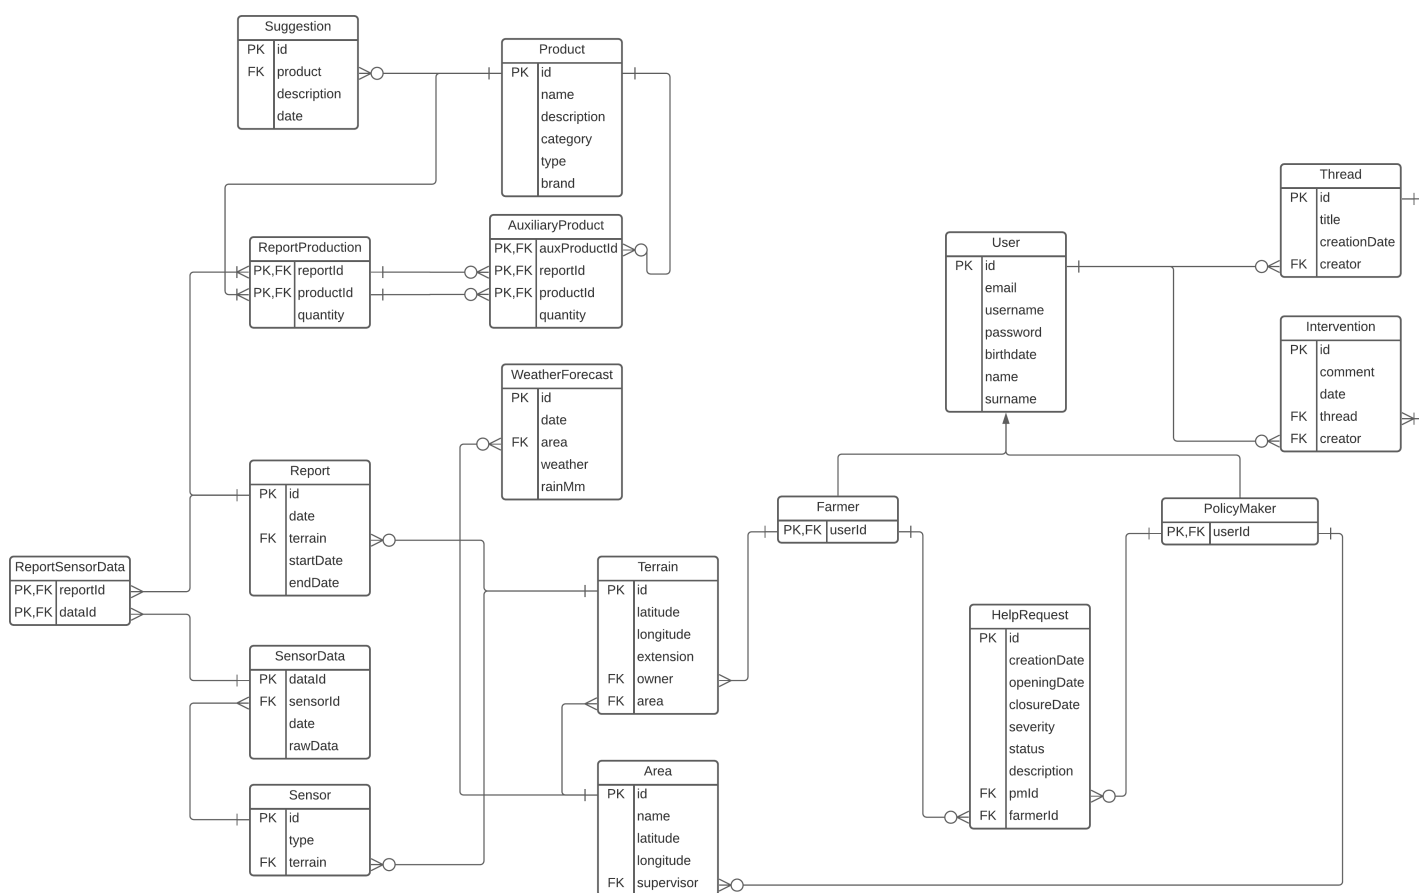 Suggestion
PK id
FK product
description
date
Product
PK id
name
description
category
type
brand
ReportProduction
PK,FK reportId
PK,FK productId
quantity
AuxiliaryProduct
PK,FK auxProductId
PK,FK reportId
PK,FK productId
quantity
WeatherForecast
PK id
date
FK area
weather
rainMm
Report
PK id
date
FK terrain
startDate
endDate
ReportSensorData
PK,FK reportId
PK,FK dataId
SensorData
PK dataId
FK sensorId
date
rawData
Sensor
PK id
type
FK terrain
Terrain
PK id
latitude
longitude
extension
FK owner
FK area
Area
PK id
name
latitude
longitude
FK supervisor
User
PK id
email
username
password
birthdate
name
surname
Thread
PK id
title
creationDate
FK creator
Intervention
PK id
comment
date
FK thread
FK creator
Farmer
PK,FK userId
PolicyMaker
PK,FK userId
HelpRequest
PK id
creationDate
openingDate
closureDate
severity
status
description
FK pmId
FK farmerId